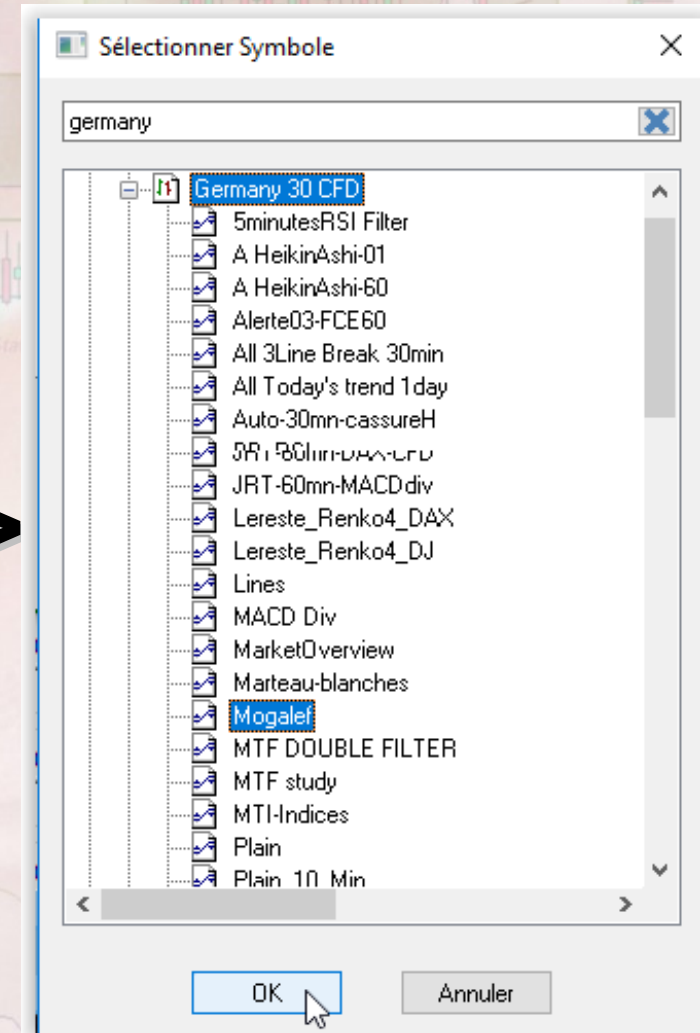 Sélectionner Symbole
germany
Germany 30 CFD
5minutesRSI Filter
A HeikinAshi-01
A HeikinAshi-60
Alerte03-FCE60
All 3Line Break 30min
All Today's trend 1day
Auto-30mn-cassureH
JRT-60mn-MACDdiv
Lereste_Renko4_DAX
Lereste_Renko4_DJ
Lines
MACD Div
MarketOverview
Marteau-blanches
Mogalef
MTF DOUBLE FILTER
MTF study
MTI-Indices
Plain
Plain_10_Min
OK
Annuler